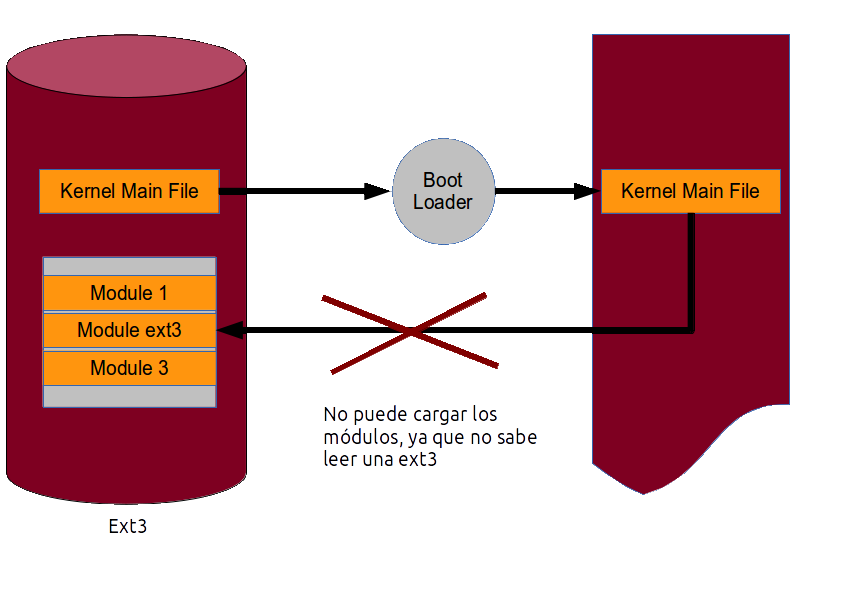 Kernel Main File
Boot
Loader
Kernel Main File
Module 1
Module ext3
Module 3
No puede cargar los
módulos, ya que no sabe
leer una ext3
Ext3